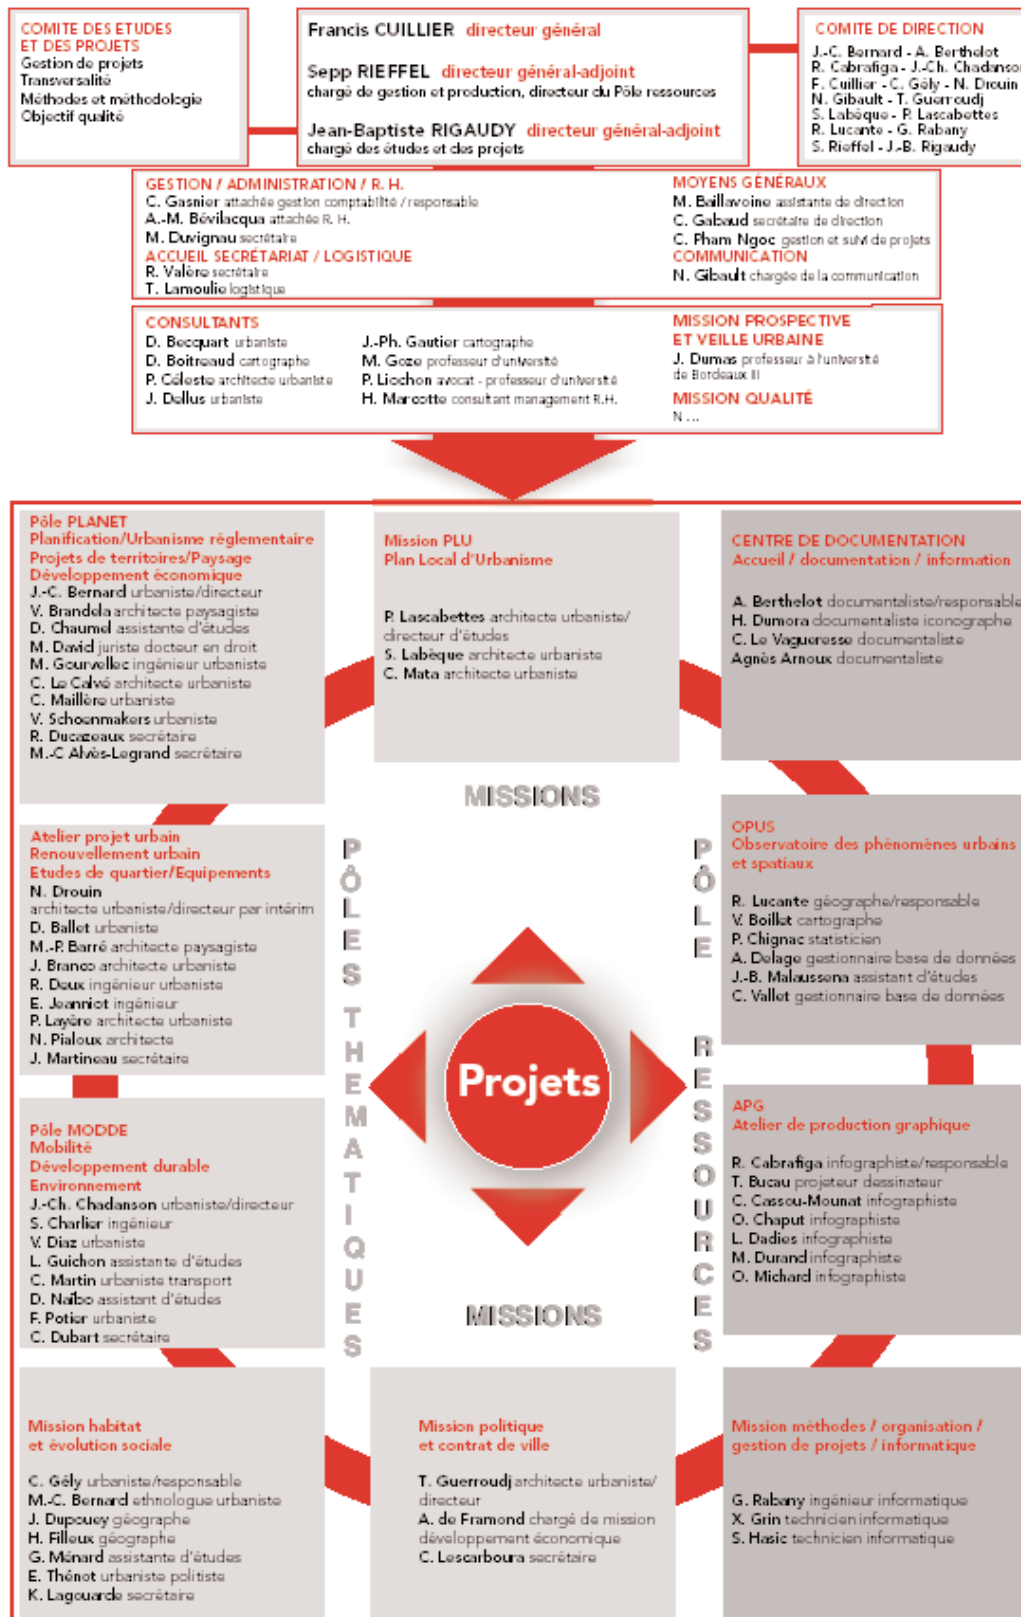 COMITE DES ETUDES
ET DES PROJETS
Gestion de projets
Transversalité
Méthodes et méthodologie
Objectif qualité
Francis CUILLIER directeur général
Sepp RIEFFEL directeur général-adjoint
chargé de gestion et production, directeur du Pôle ressources
Jean-Baptiste RIGAUDY directeur général-adjoint
chargé des études et des projets
COMITE DE DIRECTION
J.-C. Bernard - A. Berthelot
R. Cabrafiga - J.-Ch. Chadanson
F. Cuillier - C. Gély - N. Drouin
N. Gibault - T. Guerroudj
S. Labèque - P. Lascabettes
R. Lucante - G. Rabany
S. Rieffel - J.-B. Rigaudy
GESTION / ADMINISTRATION / R. H.
C. Gasnier attachée gestion comptabilité / responsable
A.-M. Bévilacqua attachée R. H.
M. Duvignau secrétaire
ACCUEIL SECRÉTARIAT / LOGISTIQUE
R. Valère secrétaire
T. Lamoulie logistique
MOYENS GÉNÉRAUX
M. Baillavoine assistante de direction
C. Gabaud secrétaire de direction
C. Pham Ngoc gestion et suivi de projets
COMMUNICATION
N. Gibault chargée de la communication
CONSULTANTS
D. Becquart urbaniste
D. Boitreaud cartographe
P. Céleste architecte urbaniste
J. Dellus urbaniste
J.-Ph. Gautier cartographe
M. Goze professeur d'université
P. Liochon avocat - professeur d'université
H. Marcotte consultant management R.H.
MISSION PROSPECTIVE
ET VEILLE URBAINE
J. Dumas professeur à l'université
de Bordeaux III
MISSION QUALITÉ
N ...
Pôle PLANET
Planification/Urbanisme réglementaire
Projets de territoires/Paysage
Développement économique
J.-C. Bernard urbaniste/directeur
V. Brandela architecte paysagiste
D. Chaumel assistante d'études
M. David juriste docteur en droit
M. Gourvellec ingénieur urbaniste
C. Le Calvé architecte urbaniste
C. Maillère urbaniste
V. Schoenmakers urbaniste
R. Ducazeaux secrétaire
M.-C Alvès-Legrand secrétaire
Mission PLU
Plan Local d'Urbanisme
P. Lascabettes architecte urbaniste/
directeur d'études
S. Labèque architecte urbaniste
C. Mata architecte urbaniste
CENTRE DE DOCUMENTATION
Accueil / documentation / information
A. Berthelot documentaliste/responsable
H. Dumora documentaliste iconographe
C. Le Vagueresse documentaliste
Agnès Arnoux documentaliste
MISSIONS
Atelier projet urbain
Renouvellement urbain
Etudes de quartier/Equipements
N. Drouin
architecte urbaniste/directeur par intérim
D. Ballet urbaniste
M.-P. Barré architecte paysagiste
J. Branco architecte urbaniste
R. Deux ingénieur urbaniste
E. Jeanniot ingénieur
P. Layère architecte urbaniste
N. Pialoux architecte
J. Martineau secrétaire
PÔLES THEMATIQUES
Projets
PÔLE RESSOURCES
OPUS
Observatoire des phénomènes urbains
et spatiaux
R. Lucante géographe/responsable
V. Boillet cartographe
P. Chignac statisticien
A. Delage gestionnaire base de données
J.-B. Malaussena assistant d'études
C. Vallet gestionnaire base de données
Pôle MODDE
Mobilité
Développement durable
Environnement
J.-Ch. Chadanson urbaniste/directeur
S. Charlier ingénieur
V. Diaz urbaniste
L. Guichon assistante d'études
C. Martin urbaniste transport
D. Naïbo assistant d'études
F. Potier urbaniste
C. Dubart secrétaire
APG
Atelier de production graphique
R. Cabrafiga infographiste/responsable
T. Bucau projeteur dessinateur
C. Cassou-Mounat infographiste
O. Chaput infographiste
L. Dadies infographiste
M. Durand infographiste
O. Michard infographiste
MISSIONS
Mission habitat
et évolution sociale
C. Gély urbaniste/responsable
M.-C. Bernard ethnologue urbaniste
J. Dupouey géographe
H. Filleux géographe
G. Ménard assistante d'études
E. Thénot urbaniste politiste
K. Lagouarde secrétaire
Mission politique
et contrat de ville
T. Guerroudj architecte urbaniste/
directeur
A. de Framond chargé de mission
développement économique
C. Lescarboura secrétaire
Mission méthodes / organisation /
gestion de projets / informatique
G. Rabany ingénieur informatique
X. Grin technicien informatique
S. Hasic technicien informatique